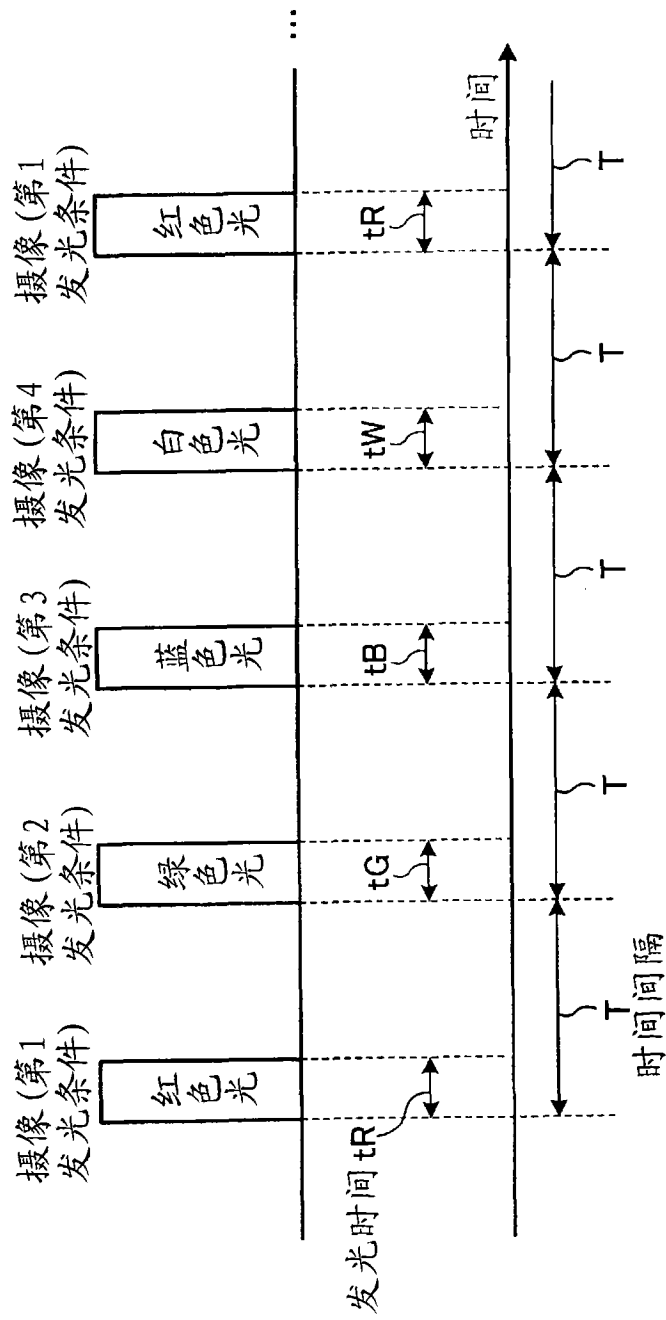 摄像(第1
发光条件)
摄像(第2
发光条件)
摄像(第3
发光条件)
摄像(第4
发光条件)
摄像(第1
发光条件)
红色光
绿色光
蓝色光
白色光
红色光
...
发光时间tR
tG
tB
tW
tR
时间
T
T
T
T
T
时间间隔